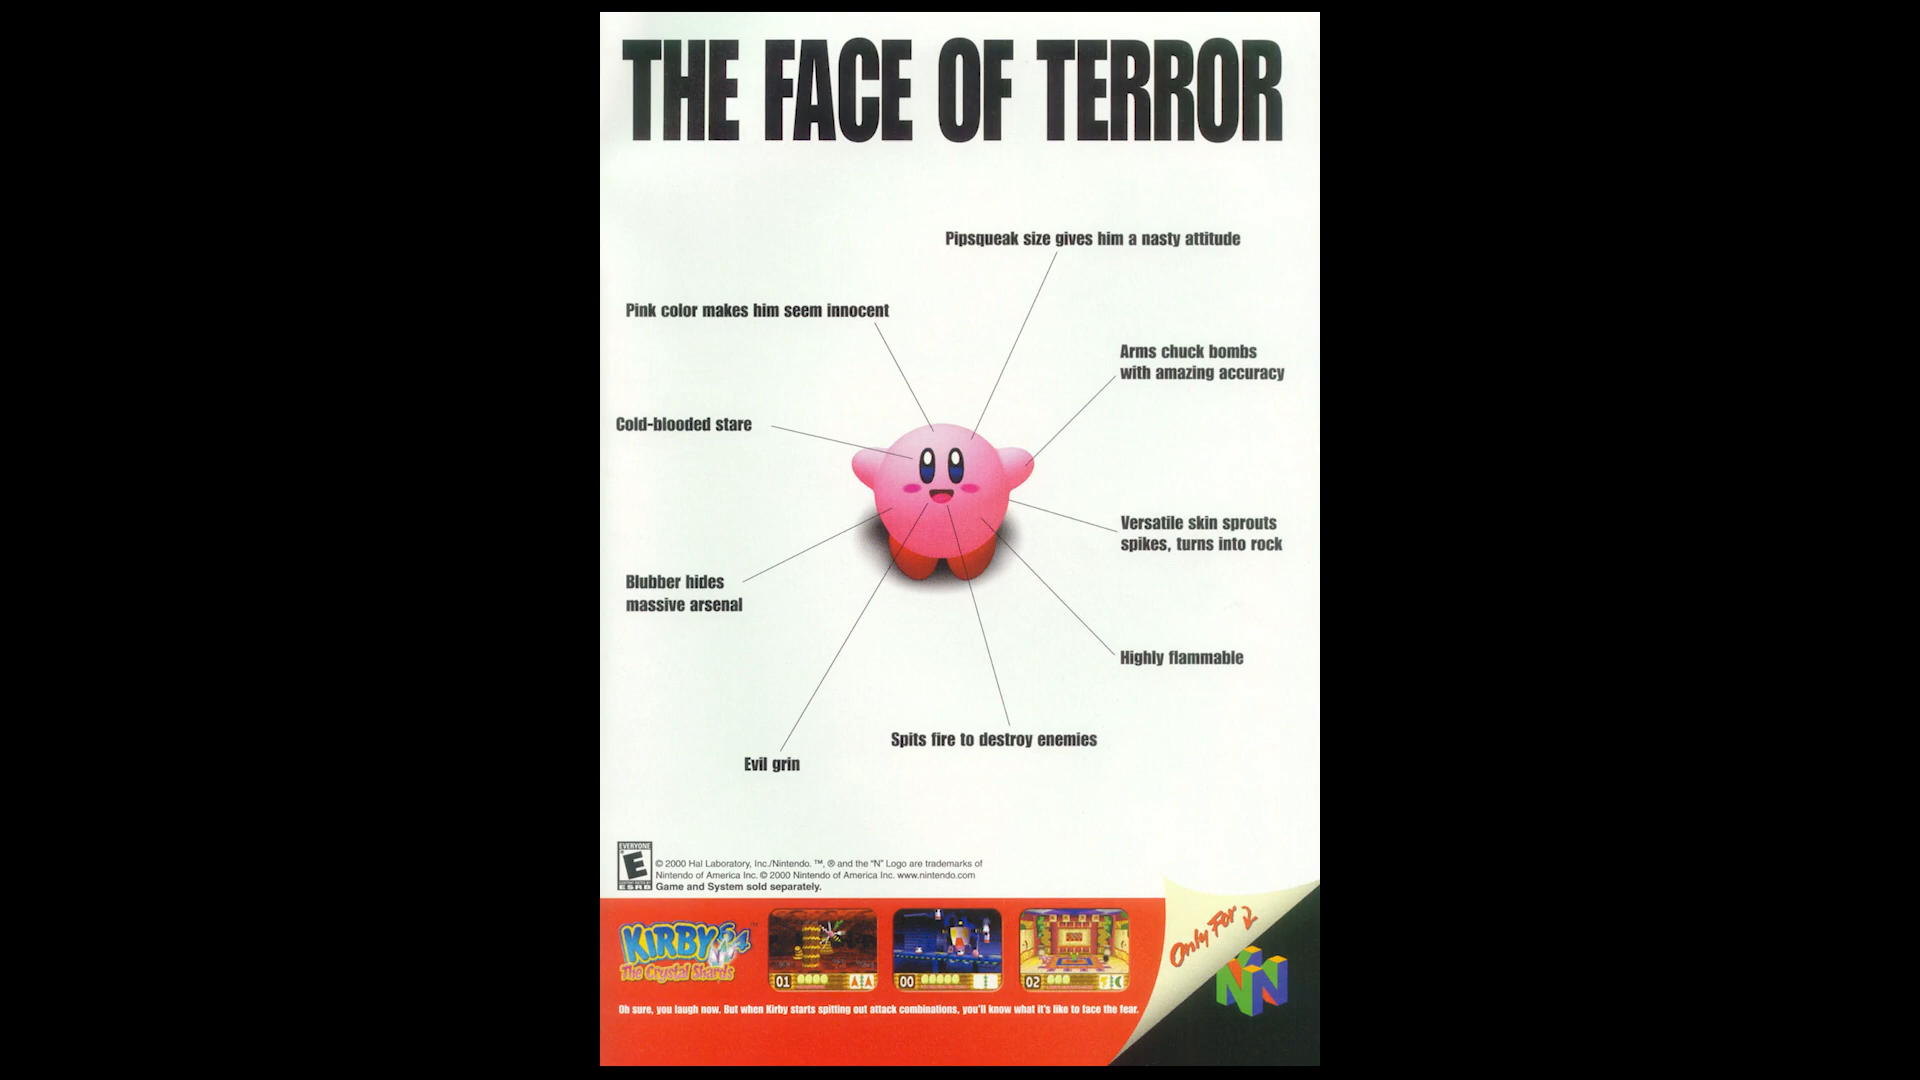 THE FACE OF TERROR
Pipsqueak size gives him a nasty attitude
Pink color makes him seem innocent
Arms chuck bombs
with amazing accuracy
Cold-blooded stare
Versatile skin sprouts
spikes, turns into rock
Blubber hides
massive arsenal
Highly flammable
Spits fire to destroy enemies
Evil grin
EVERYONE
E
ESRB
© 2000 Hal Laboratory, Inc./Nintendo. ™, ® and the "N" Logo are trademarks of
Nintendo of America Inc. © 2000 Nintendo of America Inc. www.nintendo.com
Game and System sold separately.
Only For
KIRBY 64™
The Crystal Shards
01
00
02
Oh sure, you laugh now. But when Kirby starts spitting out attack combinations, you'll know what it's like to face the fear.